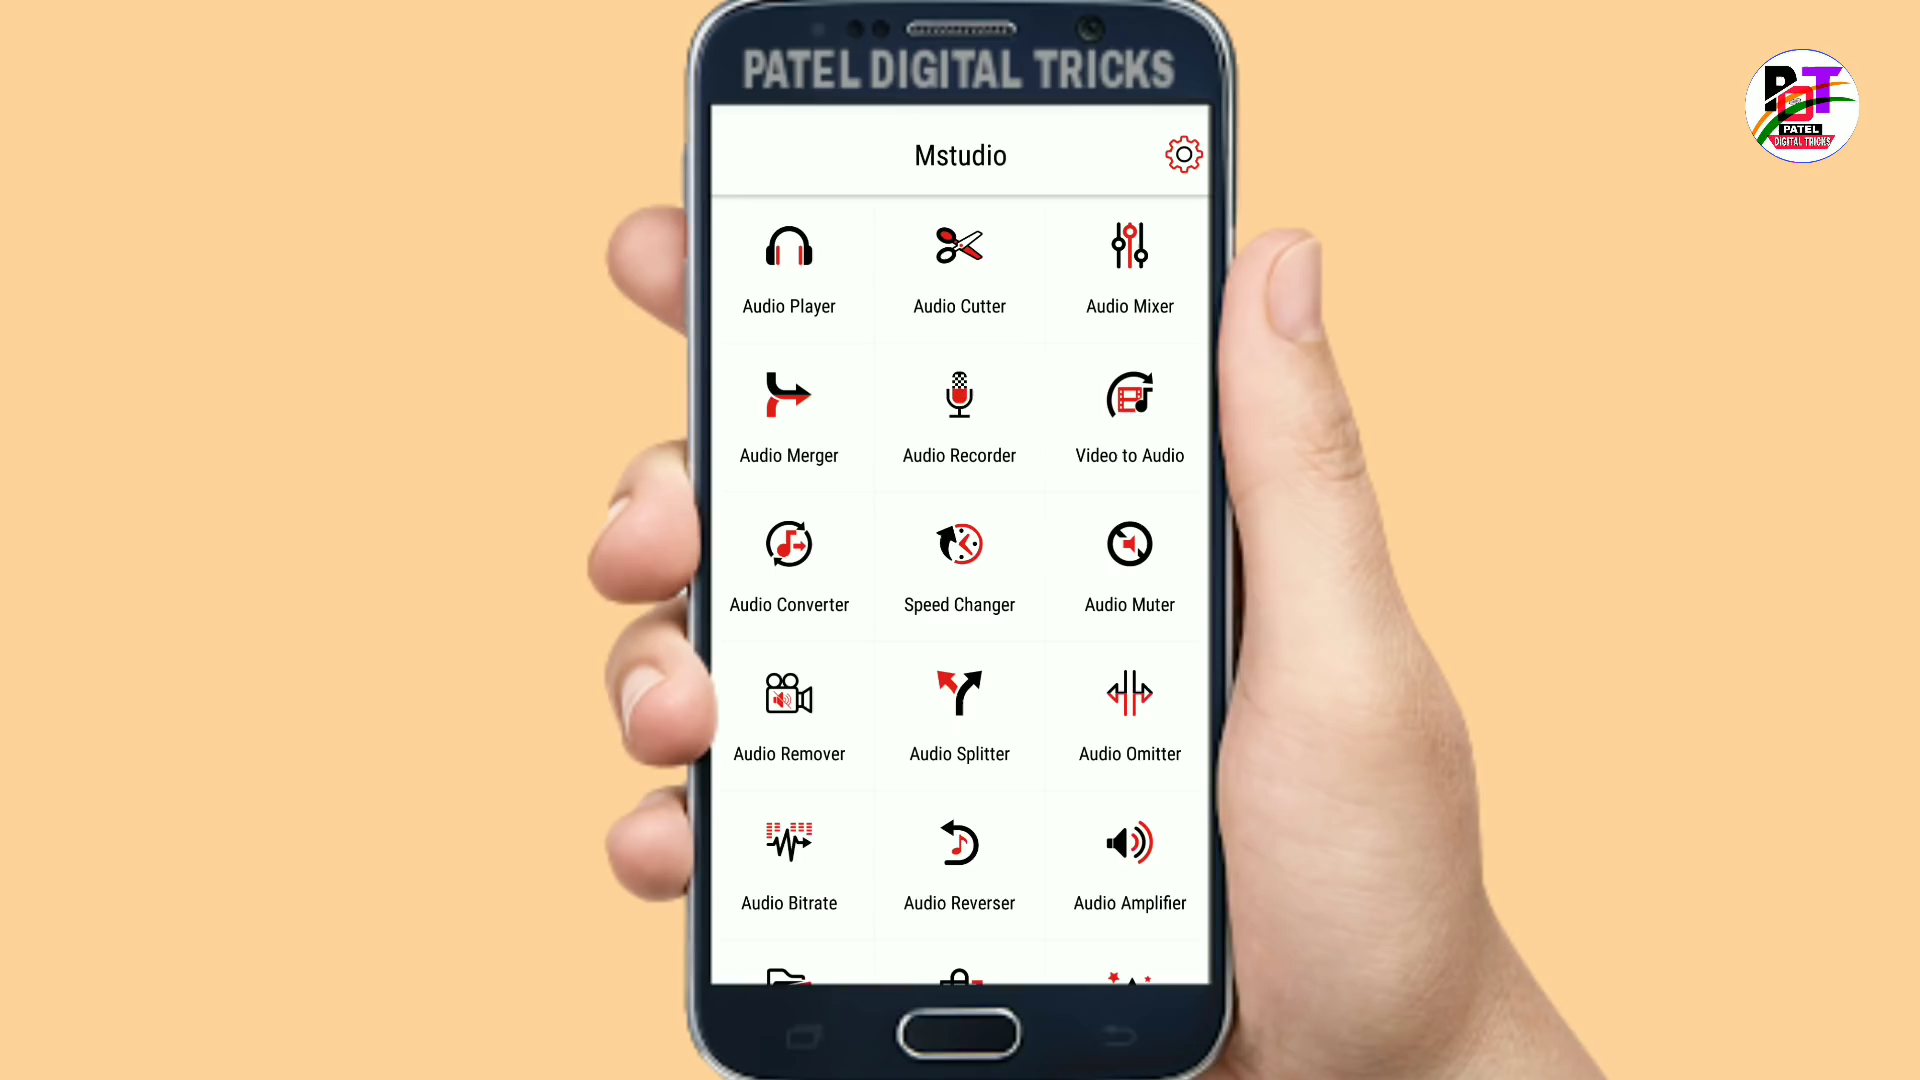 PATEL DIGITAL TRICKS
PDT
PATEL
DIGITAL TRICKS
Mstudio
Audio Player
Audio Cutter
Audio Mixer
Audio Merger
Audio Recorder
Video to Audio
Audio Converter
Speed Changer
Audio Muter
Audio Remover
Audio Splitter
Audio Omitter
Audio Bitrate
Audio Reverser
Audio Amplifier